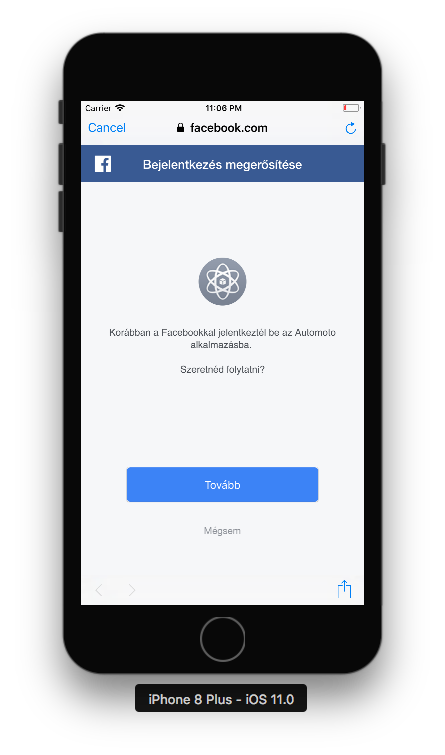 Carrier 11:06 PM
Cancel facebook.com
Bejelentkezés megerősítése
Korábban a Facebookkal jelentkeztél be az Automoto
alkalmazásba.
Szeretnéd folytatni?
Tovább
Mégsem
iPhone 8 Plus - iOS 11.0